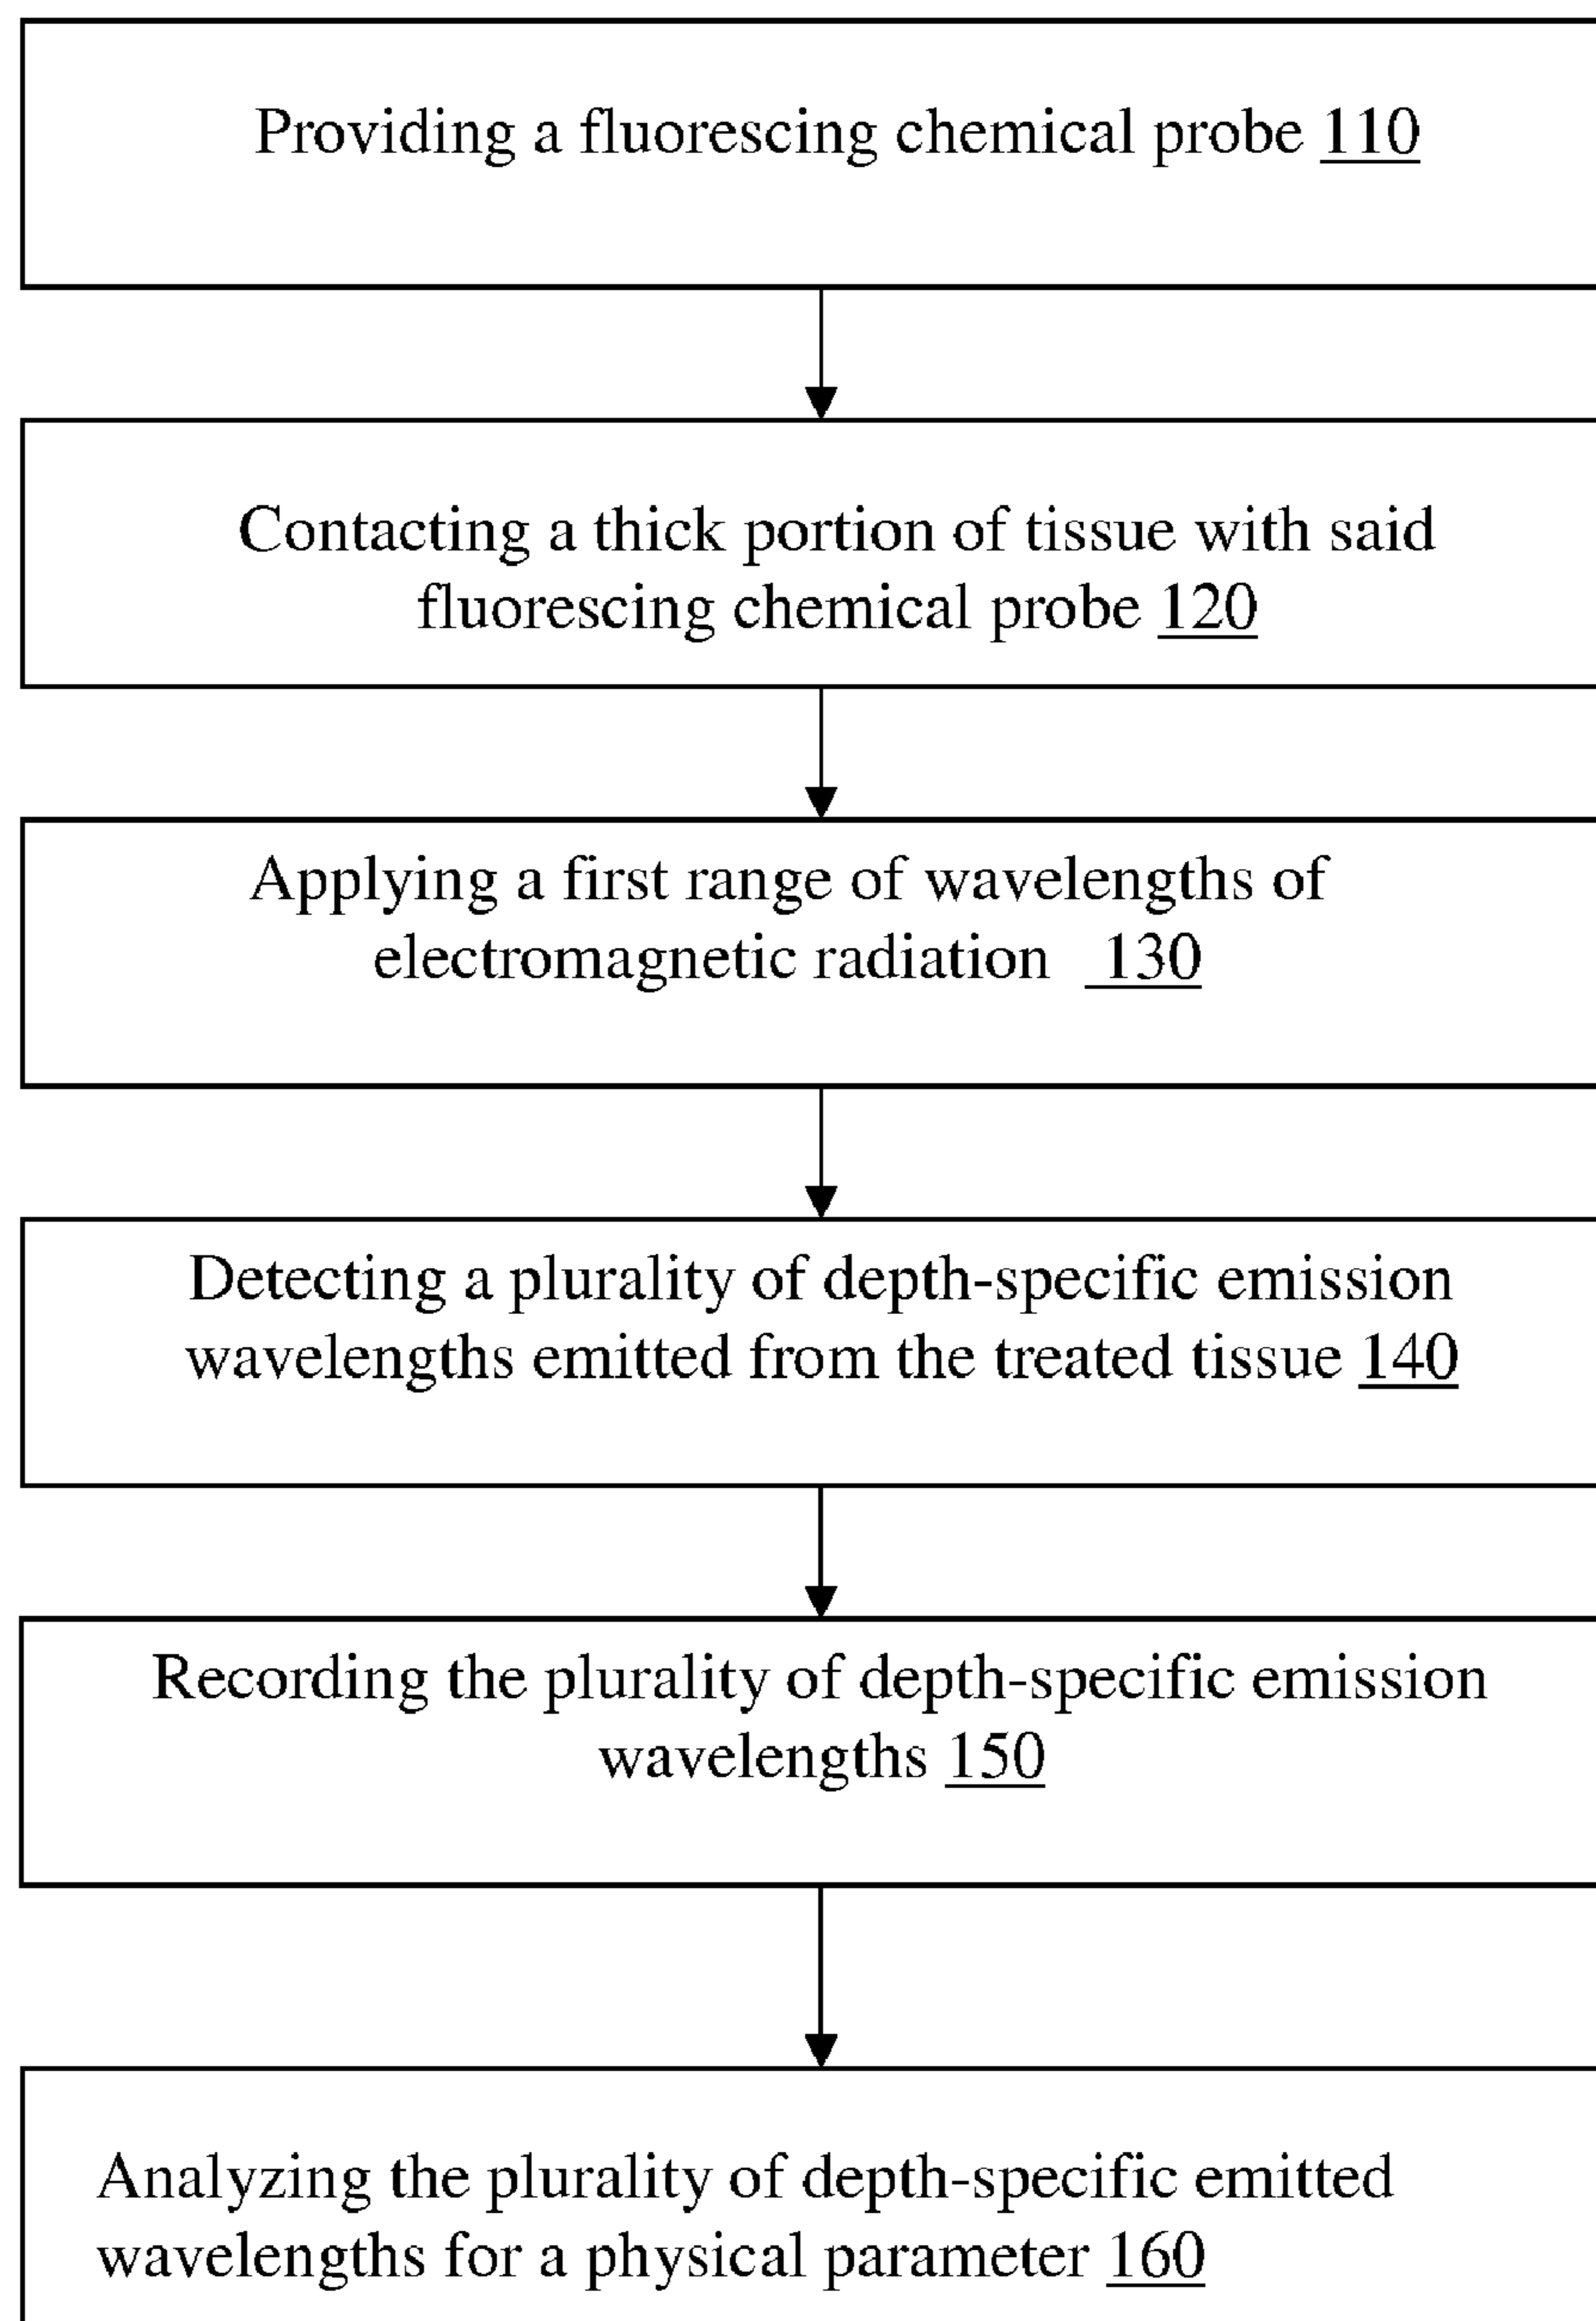 Providing a fluorescing chemical probe 110
Contacting a thick portion of tissue with said
fluorescing chemical probe 120
Applying a first range of wavelengths of
electromagnetic radiation 130
Detecting a plurality of depth-specific emission
wavelengths emitted from the treated tissue 140
Recording the plurality of depth-specific emission
wavelengths 150
Analyzing the plurality of depth-specific emitted
wavelengths for a physical parameter 160